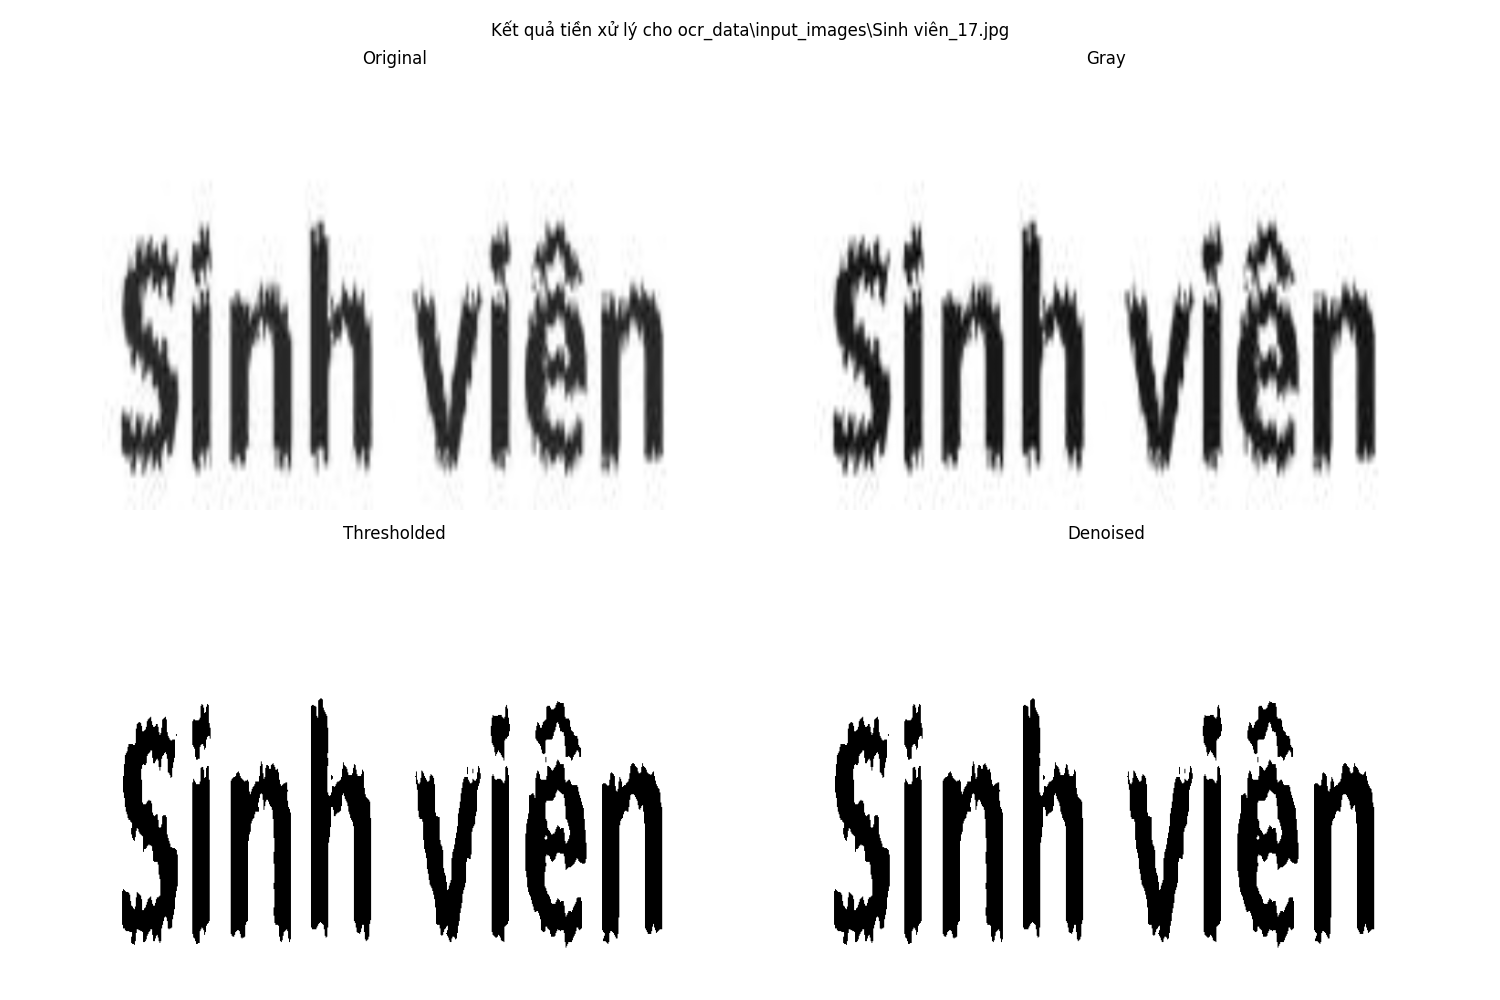 Kết quả tiền xử lý cho ocr_data\input_images\Sinh viên_17.jpg
Original
Gray
Sinh viên
Sinh viên
Thresholded
Denoised
Sinh viên
Sinh viên